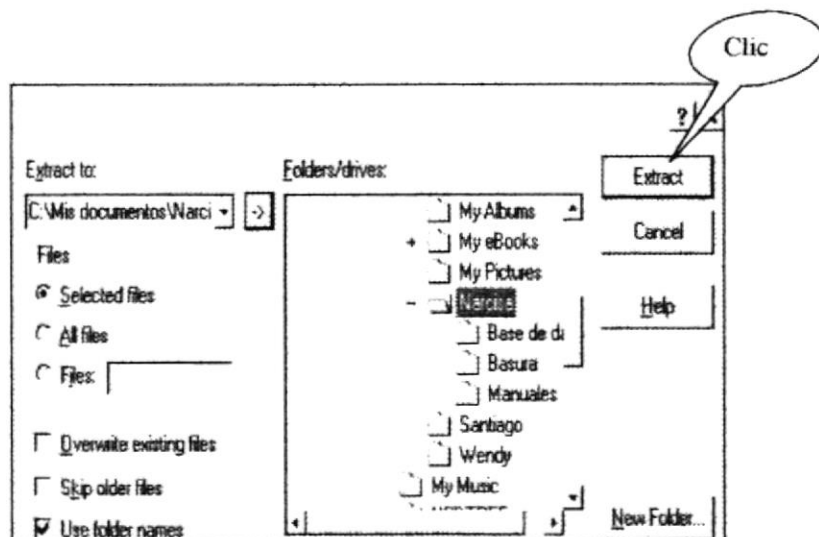 Clic
?
Extract to:
Folders/drives:
Extract
C:\Mis documentos\Narci
->
My Albums
Cancel
Files
+ My eBooks
My Pictures
Selected files
-
Help
All files
Base de da
Files:
Basura
Manuales
Santiago
Overwrite existing files
Wendy
Skip older files
My Music
Use folder names
New Folder...